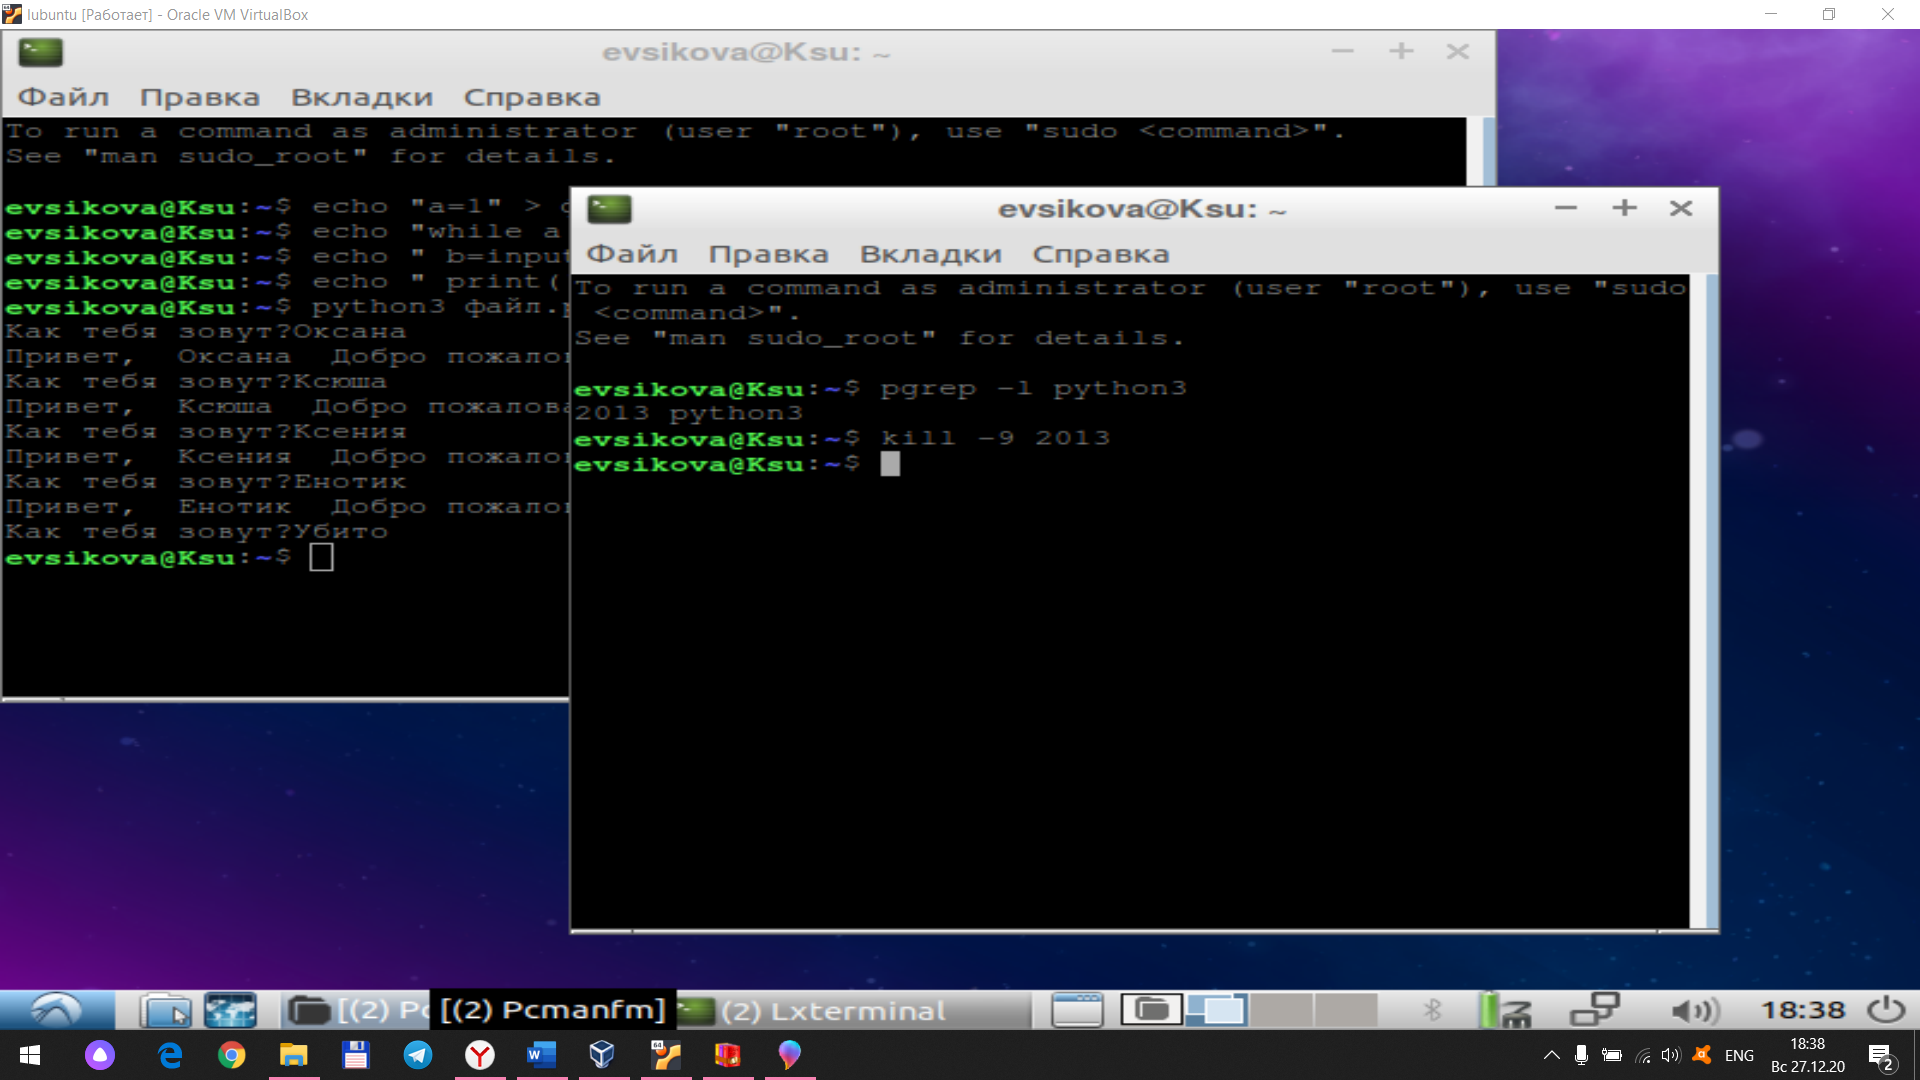 lubuntu [Работает] - Oracle VM VirtualBox
evsikova@Ksu: ~
Файл Правка Вкладки Справка
To run a command as administrator (user "root"), use "sudo <command>".
See "man sudo_root" for details.
evsikova@Ksu:~$ echo "a=1" >
evsikova@Ksu:~$ echo "while a
evsikova@Ksu:~$ echo " b=input
evsikova@Ksu:~$ echo " print(
evsikova@Ksu:~$ python3 файл.
Как тебя зовут?Оксана
Привет,  Оксана  Добро пожалов
Как тебя зовут?Ксюша
Привет,  Ксюша  Добро пожалова
Как тебя зовут?Ксения
Привет,  Ксения  Добро пожалов
Как тебя зовут?Енотик
Привет,  Енотик  Добро пожалов
Как тебя зовут?Убито
evsikova@Ksu:~$
evsikova@Ksu: ~
Файл Правка Вкладки Справка
To run a command as administrator (user "root"), use "sudo
 <command>".
See "man sudo_root" for details.
evsikova@Ksu:~$ pgrep -l python3
2013 python3
evsikova@Ksu:~$ kill -9 2013
evsikova@Ksu:~$
[(2) Pc [(2) Pcmanfm] (2) Lxterminal 18:38
ENG 18:38
Вс 27.12.20
2